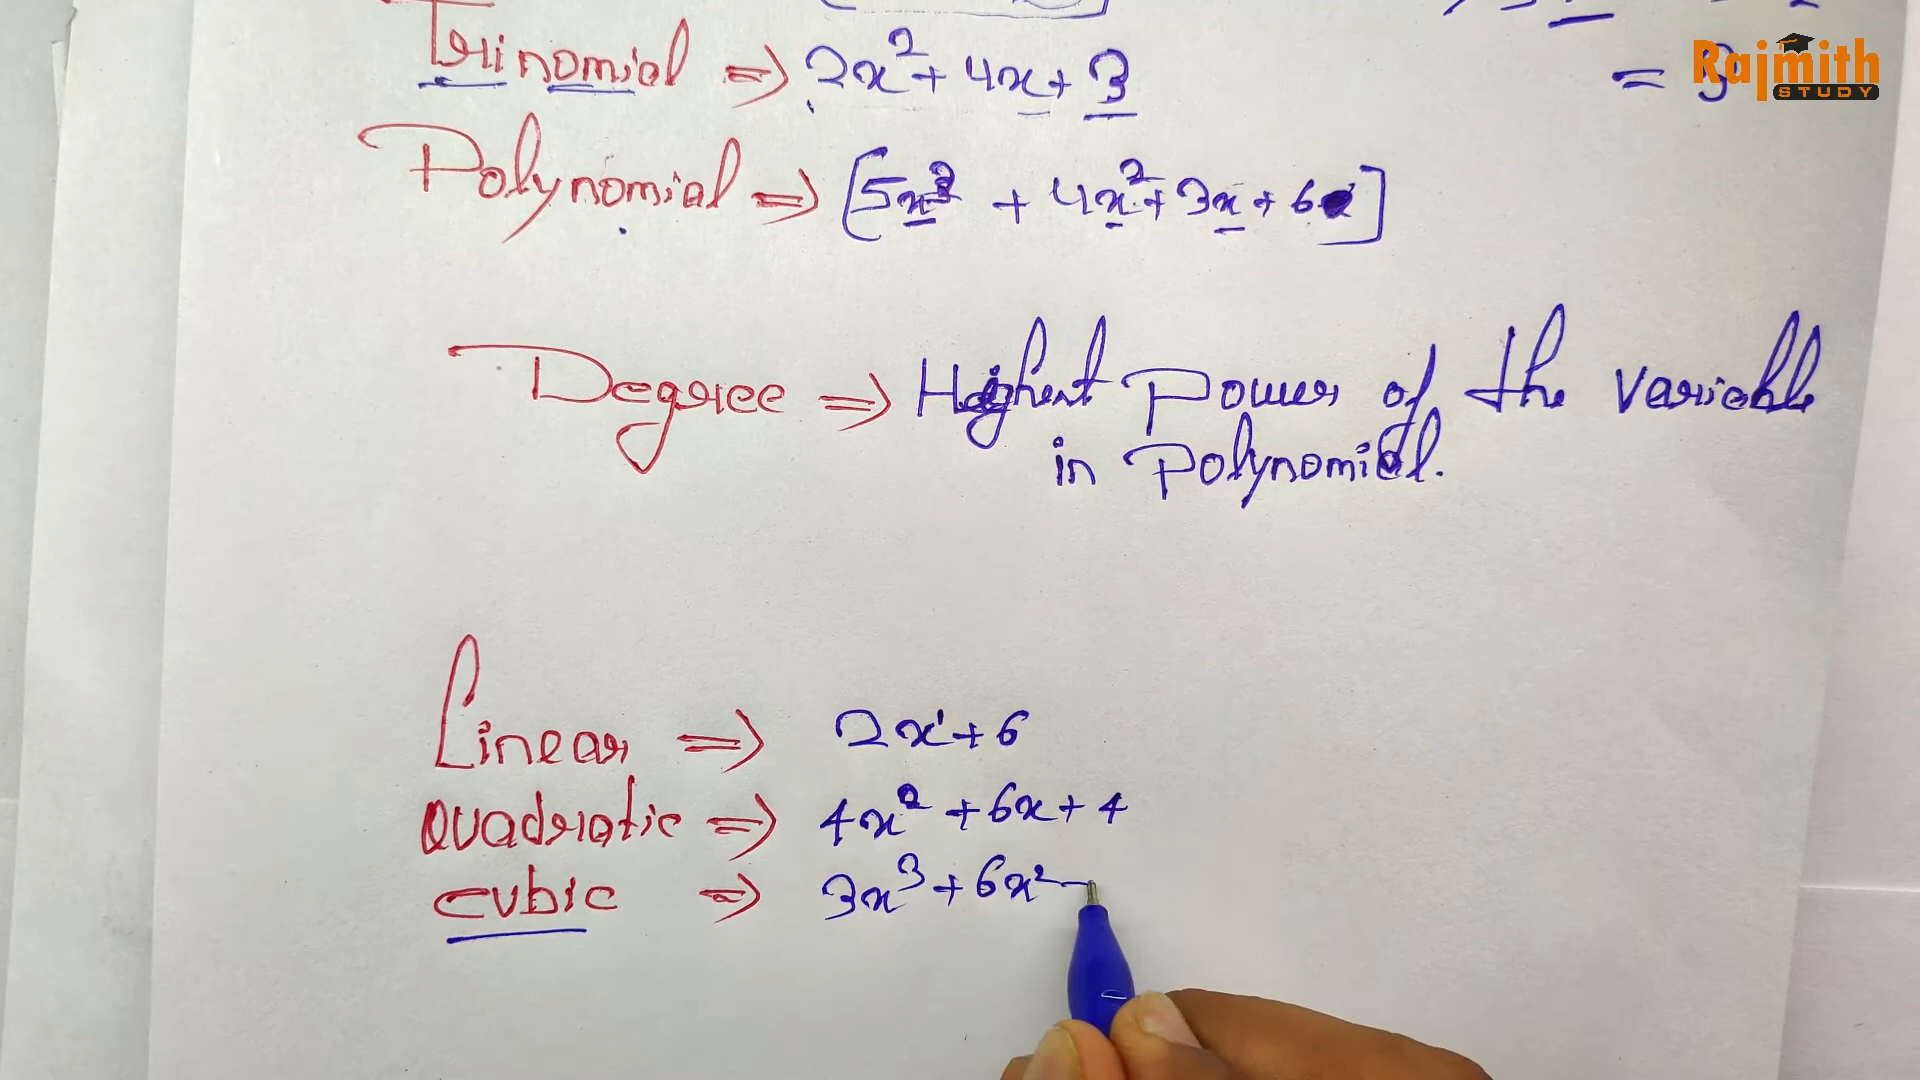 Trinomial ⇒ 2x² + 4x + 3
= 9
Rajmith
STUDY
Polynomial ⇒ [5x³ + 4x² + 3x + 6]
Degree ⇒ Highest Power of the variable
in Polynomial.
Linear ⇒ 2x¹ + 6
Quadratic ⇒ 4x² + 6x + 4
cubic ⇒ 3x³ + 6x² -